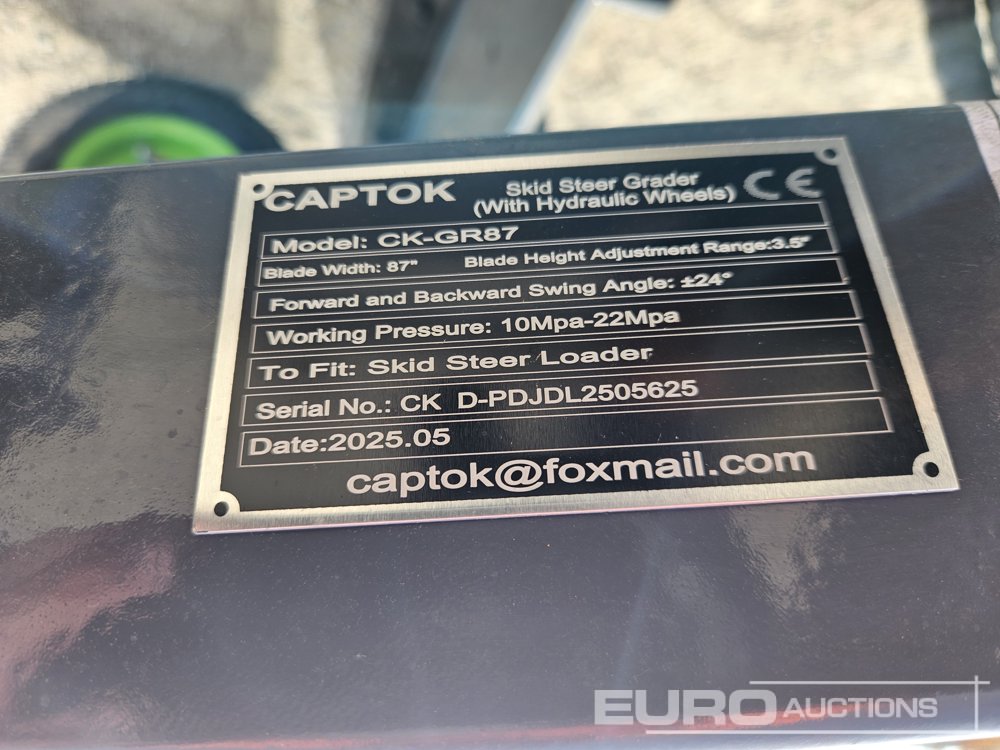 CAPTOK Skid Steer Grader CE
(With Hydraulic Wheels)
Model: CK-GR87
Blade Width: 87" Blade Height Adjustment Range:3.5"
Forward and Backward Swing Angle: ±24°
Working Pressure: 10Mpa-22Mpa
To Fit: Skid Steer Loader
Serial No.: CK D-PDJDL2505625
Date:2025.05
captok@foxmail.com
EURO AUCTIONS